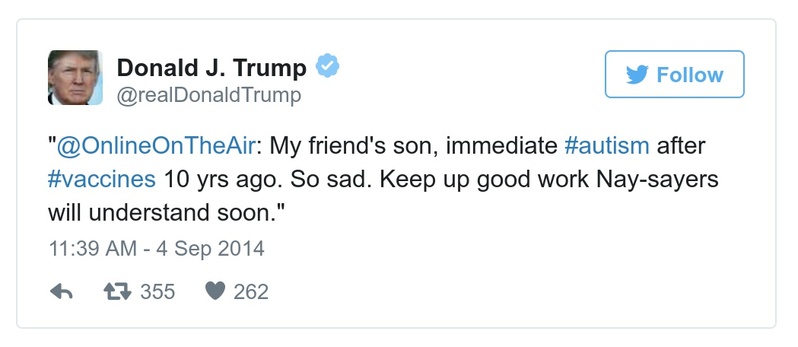 Donald J. Trump
@realDonaldTrump
Follow
"@OnlineOnTheAir: My friend's son, immediate #autism after
#vaccines 10 yrs ago. So sad. Keep up good work Nay-sayers
will understand soon."
11:39 AM - 4 Sep 2014
355 262